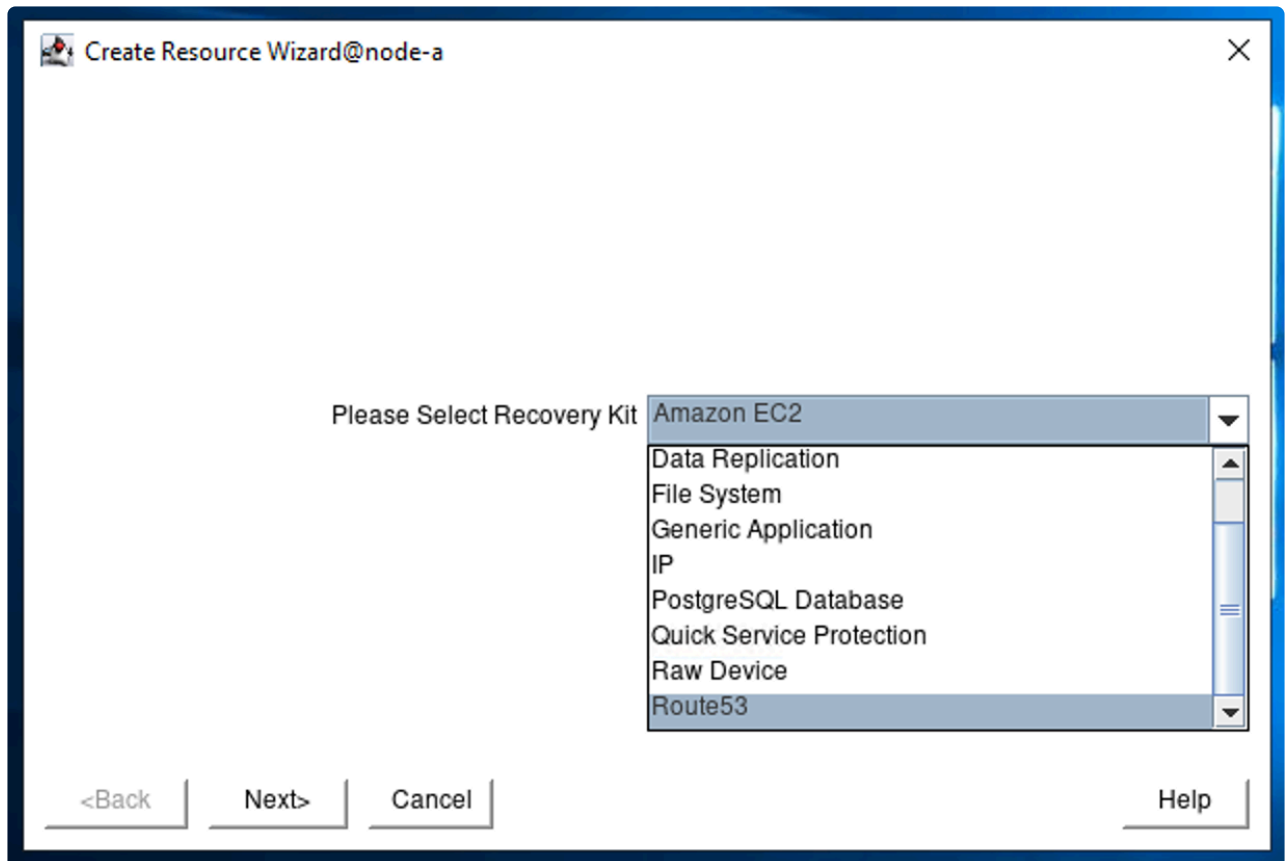 Create Resource Wizard@node-a
Please Select Recovery Kit Amazon EC2
Data Replication
File System
Generic Application
IP
PostgreSQL Database
Quick Service Protection
Raw Device
Route53
<Back Next> Cancel Help